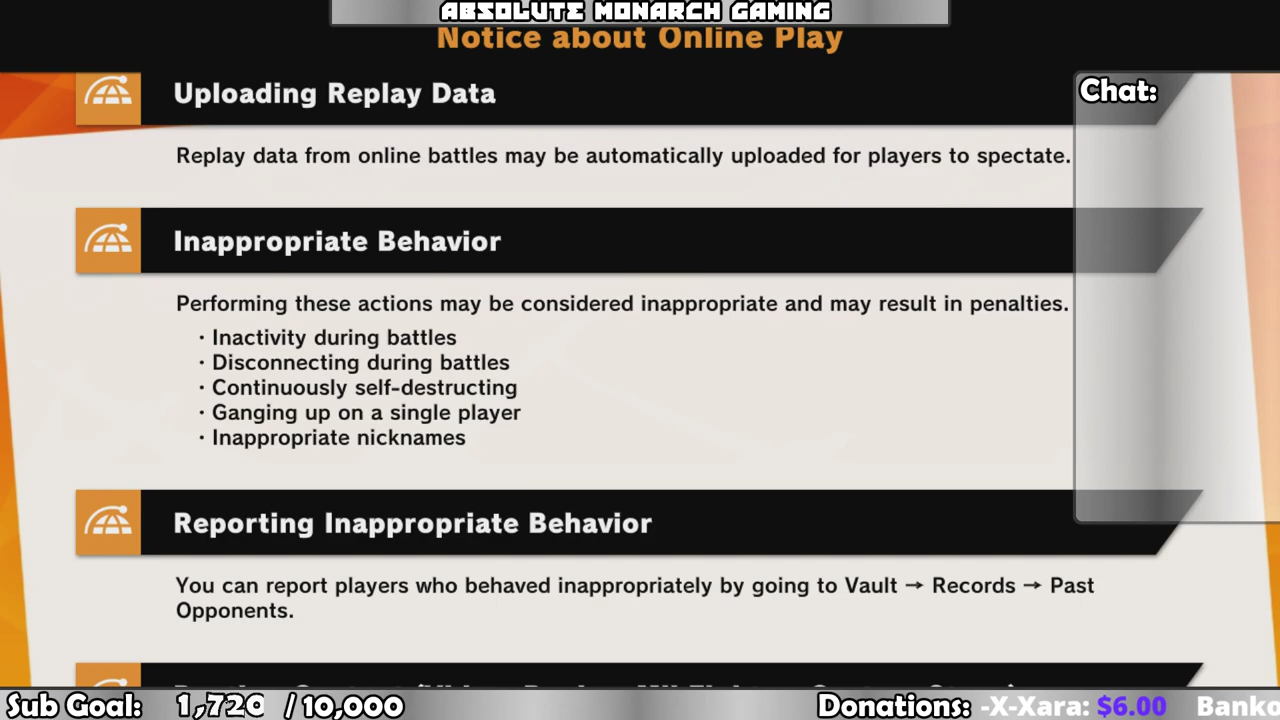 ABSOLUTE MONARCH GAMING
Notice about Online Play
Uploading Replay Data
Chat:
Replay data from online battles may be automatically uploaded for players to spectate.
Inappropriate Behavior
Performing these actions may be considered inappropriate and may result in penalties.
· Inactivity during battles
· Disconnecting during battles
· Continuously self-destructing
· Ganging up on a single player
· Inappropriate nicknames
Reporting Inappropriate Behavior
You can report players who behaved inappropriately by going to Vault → Records → Past
Opponents.
Sub Goal: 1,720 / 10,000 Donations: -X-Xara: $6.00 Banko